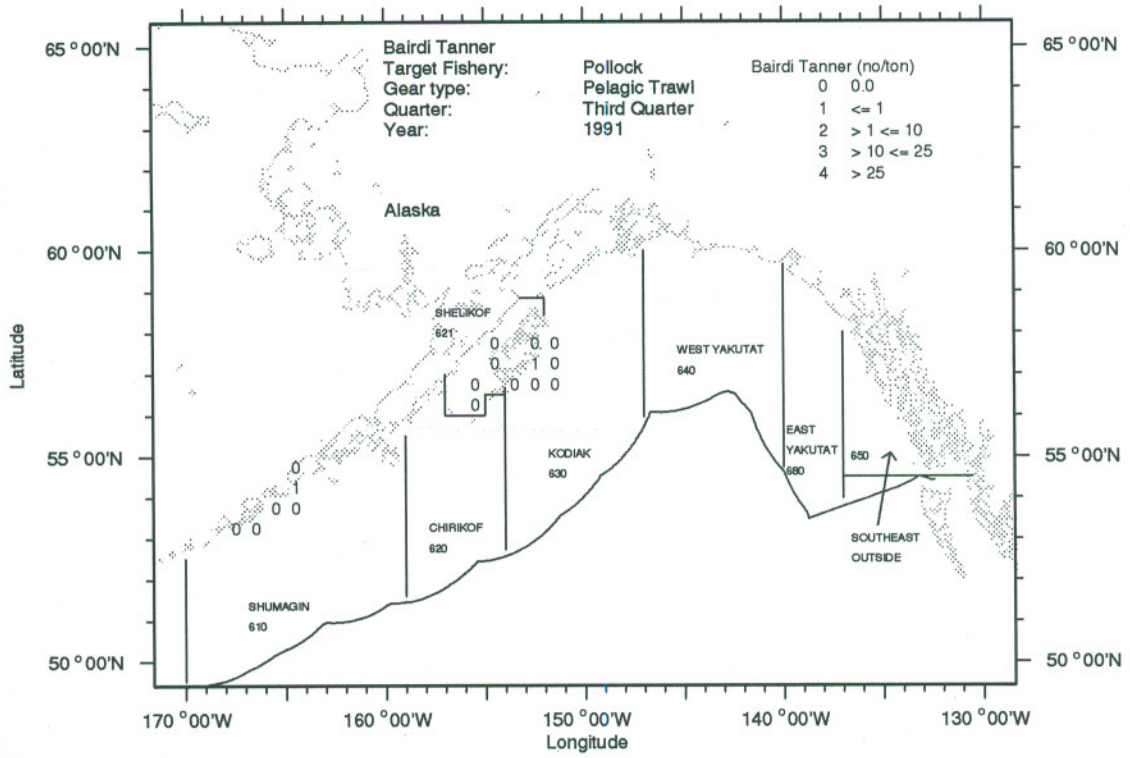 65 °00'N
65 °00'N
Bairdi Tanner
Target Fishery: Pollock
Gear type: Pelagic Trawl
Quarter: Third Quarter
Year: 1991
Bairdi Tanner (no/ton)
0 0.0
1 <= 1
2 > 1 <= 10
3 > 10 <= 25
4 > 25
Alaska
60 °00'N
60 °00'N
SHELIKOF
621
0 0 0
0 1 0
0 0 0 0
0
WEST YAKUTAT
640
EAST
YAKUTAT
680
650
KODIAK
630
55 °00'N
55 °00'N
0
1
0 0
0 0
CHIRIKOF
620
SOUTHEAST
OUTSIDE
SHUMAGIN
610
50 °00'N
50 °00'N
170 °00'W
160 °00'W
150 °00'W
140 °00'W
130 °00'W
Longitude
Latitude